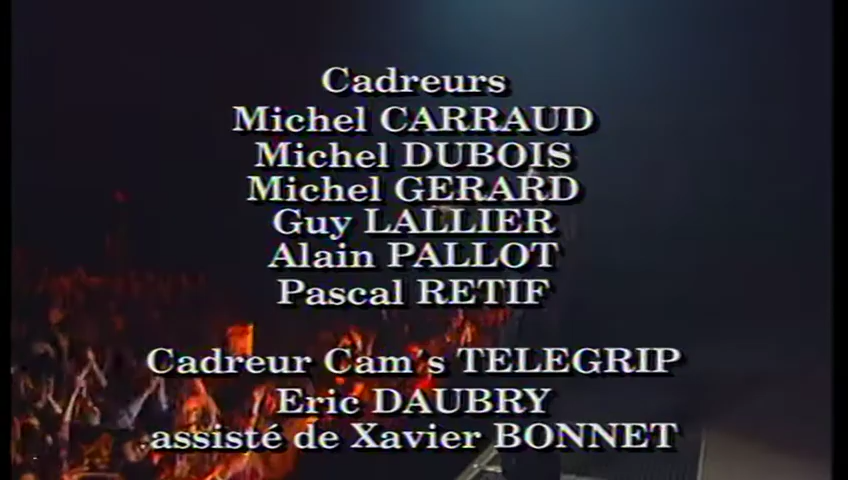 Cadreurs
Michel CARRAUD
Michel DUBOIS
Michel GERARD
Guy LALLIER
Alain PALLOT
Pascal RETIF
Cadreur Cam's TELEGRIP
Eric DAUBRY
assisté de Xavier BONNET